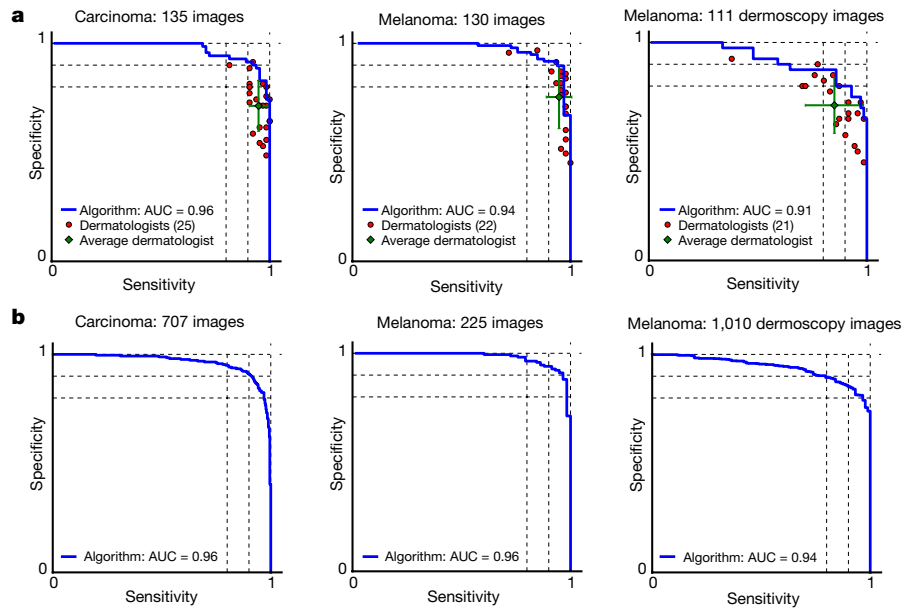 a
Carcinoma: 135 images
1
Specificity
Algorithm: AUC = 0.96
Dermatologists (25)
Average dermatologist
0
0
1
Sensitivity
Melanoma: 130 images
1
Specificity
Algorithm: AUC = 0.94
Dermatologists (22)
Average dermatologist
0
0
1
Sensitivity
Melanoma: 111 dermoscopy images
1
Specificity
Algorithm: AUC = 0.91
Dermatologists (21)
Average dermatologist
0
0
1
Sensitivity
b
Carcinoma: 707 images
1
Specificity
Algorithm: AUC = 0.96
0
0
1
Sensitivity
Melanoma: 225 images
1
Specificity
Algorithm: AUC = 0.96
0
0
1
Sensitivity
Melanoma: 1,010 dermoscopy images
1
Specificity
Algorithm: AUC = 0.94
0
0
1
Sensitivity